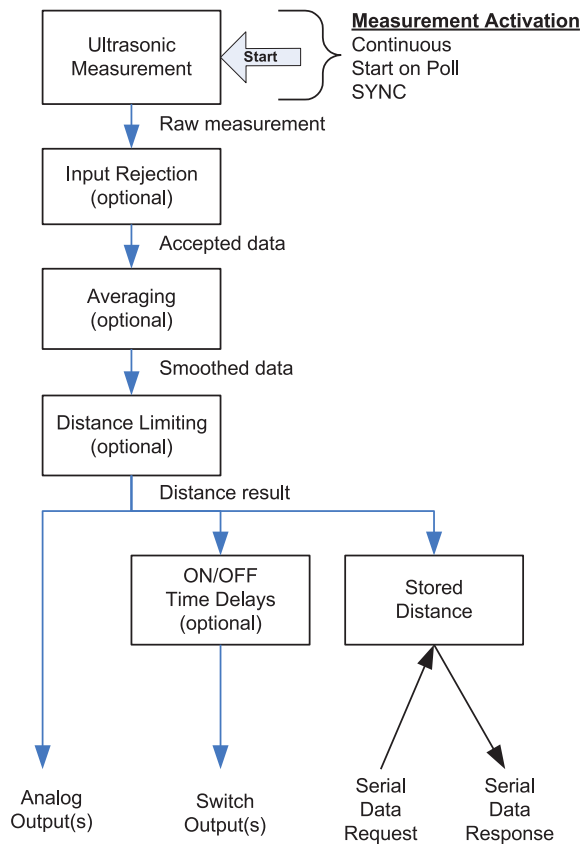 Ultrasonic
Measurement
Start
Measurement Activation
Continuous
Start on Poll
SYNC
Raw measurement
Input Rejection
(optional)
Accepted data
Averaging
(optional)
Smoothed data
Distance Limiting
(optional)
Distance result
ON/OFF
Time Delays
(optional)
Stored
Distance
Analog
Output(s)
Switch
Output(s)
Serial
Data
Request
Serial
Data
Response